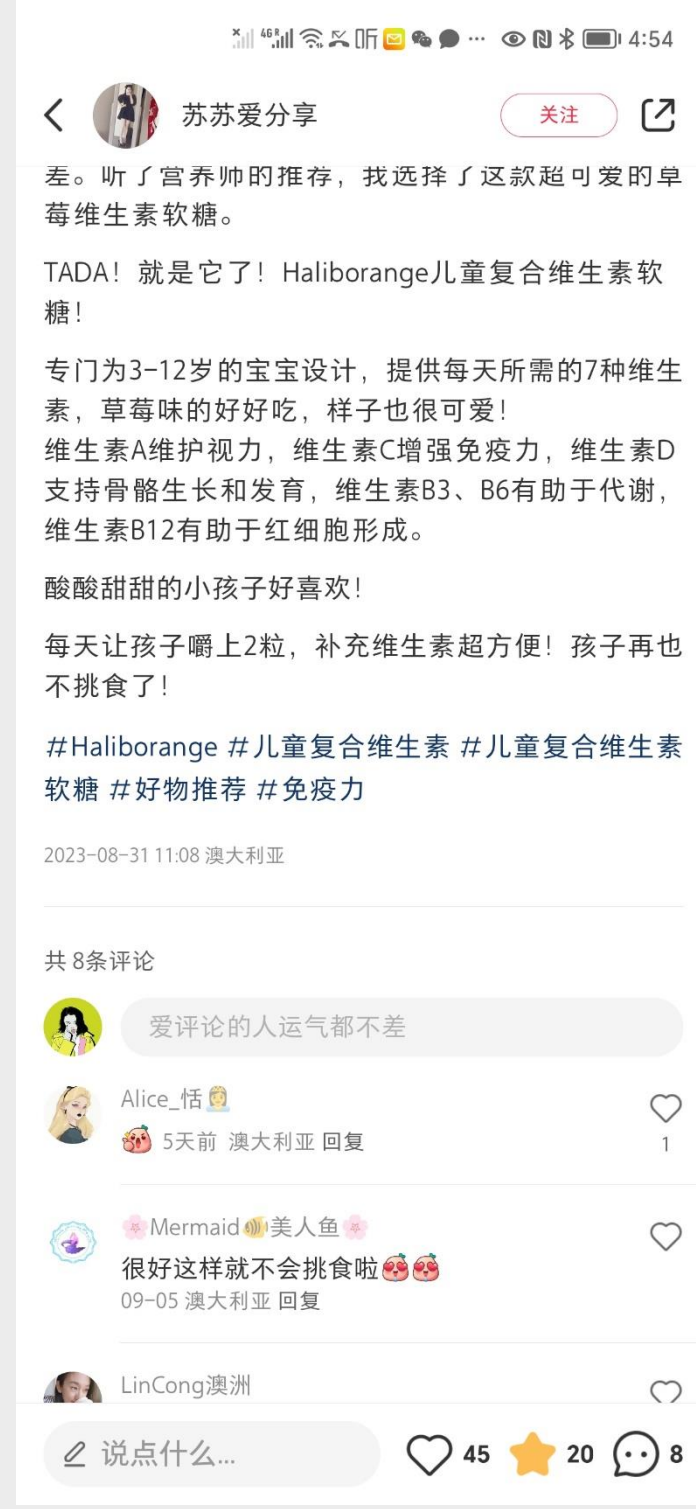 46 4:54
苏苏爱分享 关注
差。听了营养师的推荐，我选择了这款超可爱的草
莓维生素软糖。
TADA！就是它了！Haliborange儿童复合维生素软
糖！
专门为3-12岁的宝宝设计，提供每天所需的7种维生
素，草莓味的好好吃，样子也很可爱！
维生素A维护视力，维生素C增强免疫力，维生素D
支持骨骼生长和发育，维生素B3、B6有助于代谢，
维生素B12有助于红细胞形成。
酸酸甜甜的小孩子好喜欢！
每天让孩子嚼上2粒，补充维生素超方便！孩子再也
不挑食了！
#Haliborange #儿童复合维生素 #儿童复合维生素
软糖 #好物推荐 #免疫力
2023-08-31 11:08 澳大利亚
共 8条评论
爱评论的人运气都不差
Alice_恬
5天前 澳大利亚 回复
1
Mermaid美人鱼
很好这样就不会挑食啦
09-05 澳大利亚 回复
LinCong澳洲
说点什么... 45 20 8